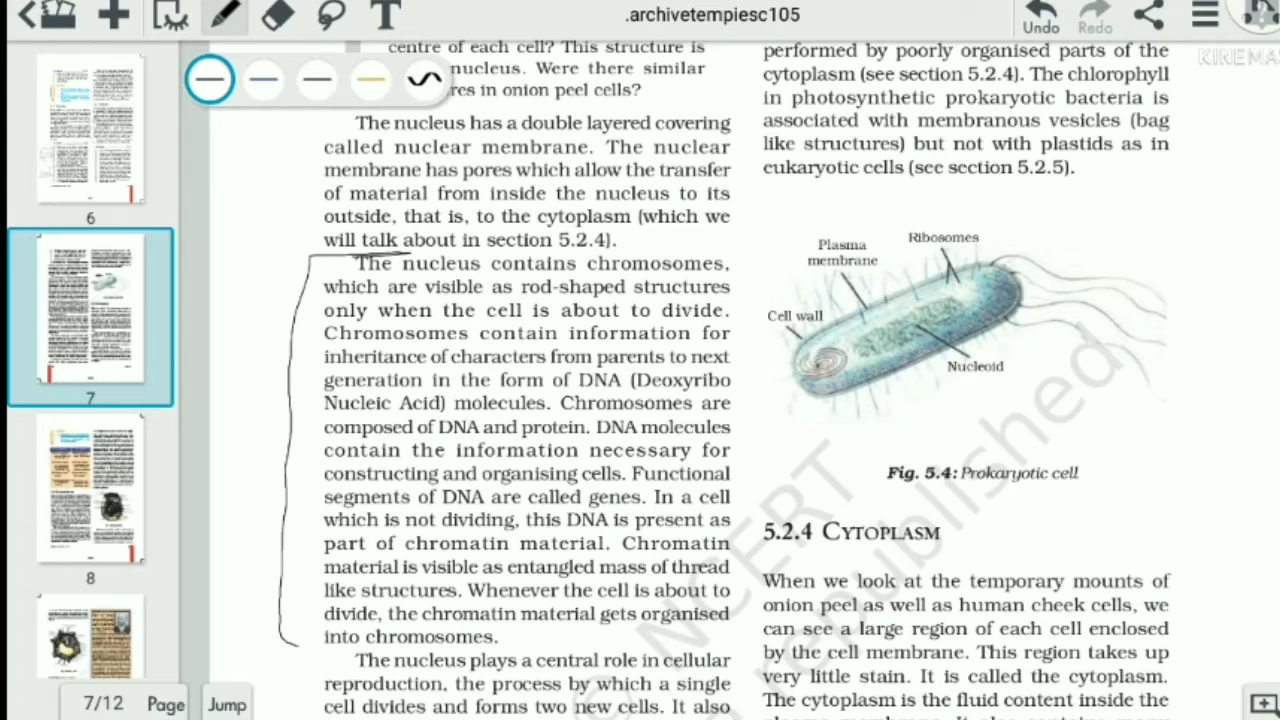 .archivetempiesc105
Undo
Redo
KINEMA
6
7
8
7/12
Page
Jump
centre of each cell? This structure is
nucleus. Were there similar
res in onion peel cells?
The nucleus has a double layered covering
called nuclear membrane. The nuclear
membrane has pores which allow the transfer
of material from inside the nucleus to its
outside, that is, to the cytoplasm (which we
will talk about in section 5.2.4).
The nucleus contains chromosomes,
which are visible as rod-shaped structures
only when the cell is about to divide.
Chromosomes contain information for
inheritance of characters from parents to next
generation in the form of DNA (Deoxyribo
Nucleic Acid) molecules. Chromosomes are
composed of DNA and protein. DNA molecules
contain the information necessary for
constructing and organising cells. Functional
segments of DNA are called genes. In a cell
which is not dividing, this DNA is present as
part of chromatin material. Chromatin
material is visible as entangled mass of thread
like structures. Whenever the cell is about to
divide, the chromatin material gets organised
into chromosomes.
The nucleus plays a central role in cellular
reproduction, the process by which a single
cell divides and forms two new cells. It also
performed by poorly organised parts of the
cytoplasm (see section 5.2.4). The chlorophyll
in photosynthetic prokaryotic bacteria is
associated with membranous vesicles (bag
like structures) but not with plastids as in
eukaryotic cells (see section 5.2.5).
Plasma
membrane
Ribosomes
Cell wall
Nucleoid
Fig. 5.4: Prokaryotic cell
5.2.4 CYTOPLASM
When we look at the temporary mounts of
onion peel as well as human cheek cells, we
can see a large region of each cell enclosed
by the cell membrane. This region takes up
very little stain. It is called the cytoplasm.
The cytoplasm is the fluid content inside the